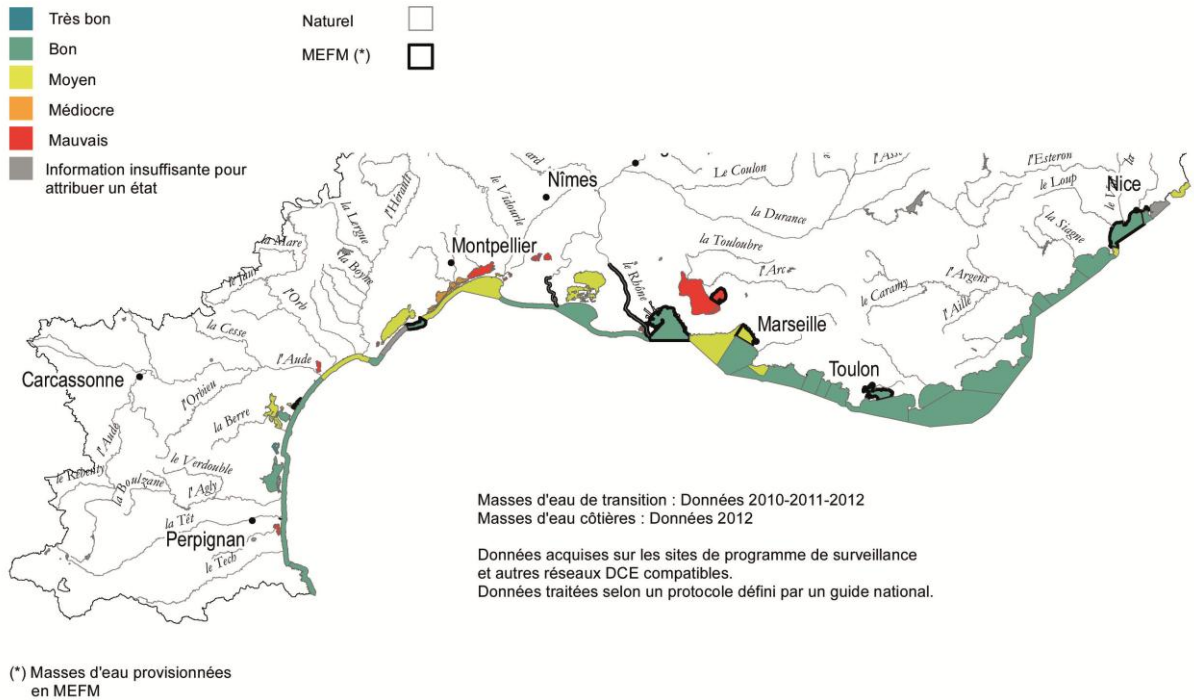 Très bon
Bon
Moyen
Médiocre
Mauvais
Information insuffisante pour
attribuer un état
Naturel
MEFM (*)
Nîmes
Le Coulon
l'Esteron
le Loup
Nice
la Durance
la Siagne
le Vidourle
l'Hérault
la Lergue
la Mare
Montpellier
la Touloubre
l'Arc
l'Argens
le Caramy
l'Aille
le Jaur
l'Orb
le Rhône
la Cesse
Marseille
l'Aude
Toulon
Carcassonne
l'Orbieu
l'Aude
la Berre
le Verdouble
la Boulzane
l'Agly
la Têt
Perpignan
le Tech
Masses d'eau de transition : Données 2010-2011-2012
Masses d'eau côtières : Données 2012
Données acquises sur les sites de programme de surveillance
et autres réseaux DCE compatibles.
Données traitées selon un protocole défini par un guide national.
(*) Masses d'eau provisionnées
en MEFM